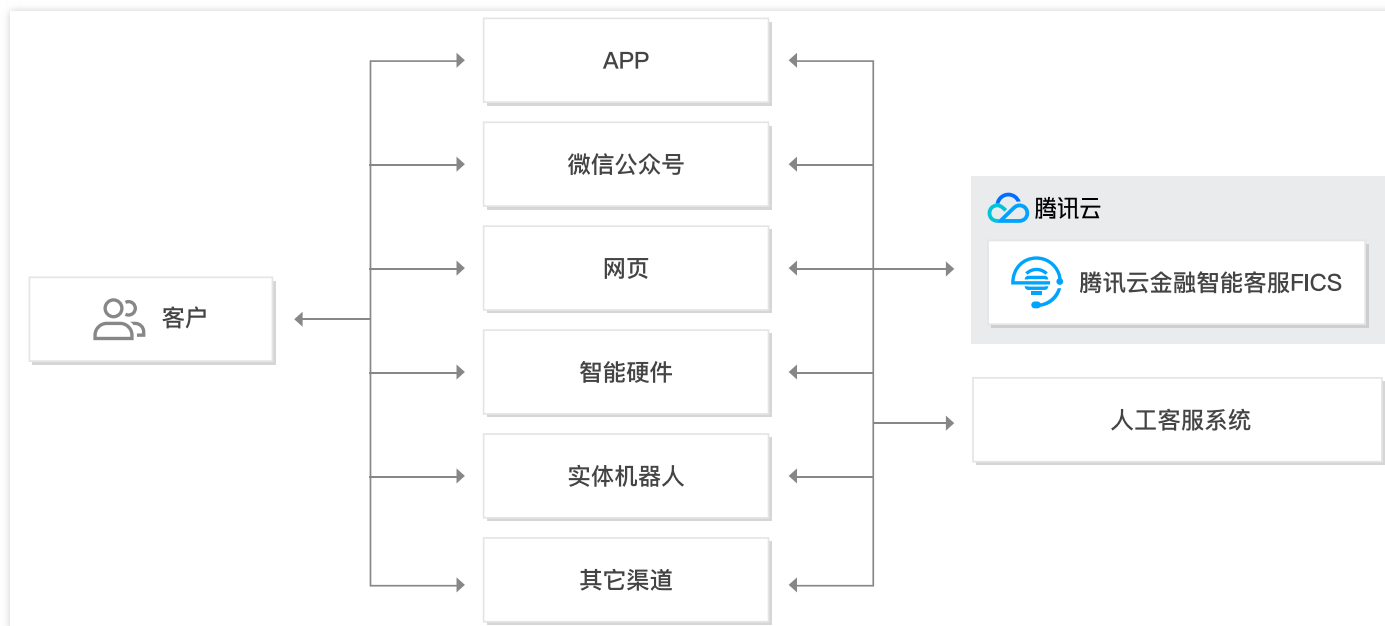 客户
APP
微信公众号
网页
智能硬件
实体机器人
其它渠道
腾讯云
腾讯云金融智能客服FICS
人工客服系统